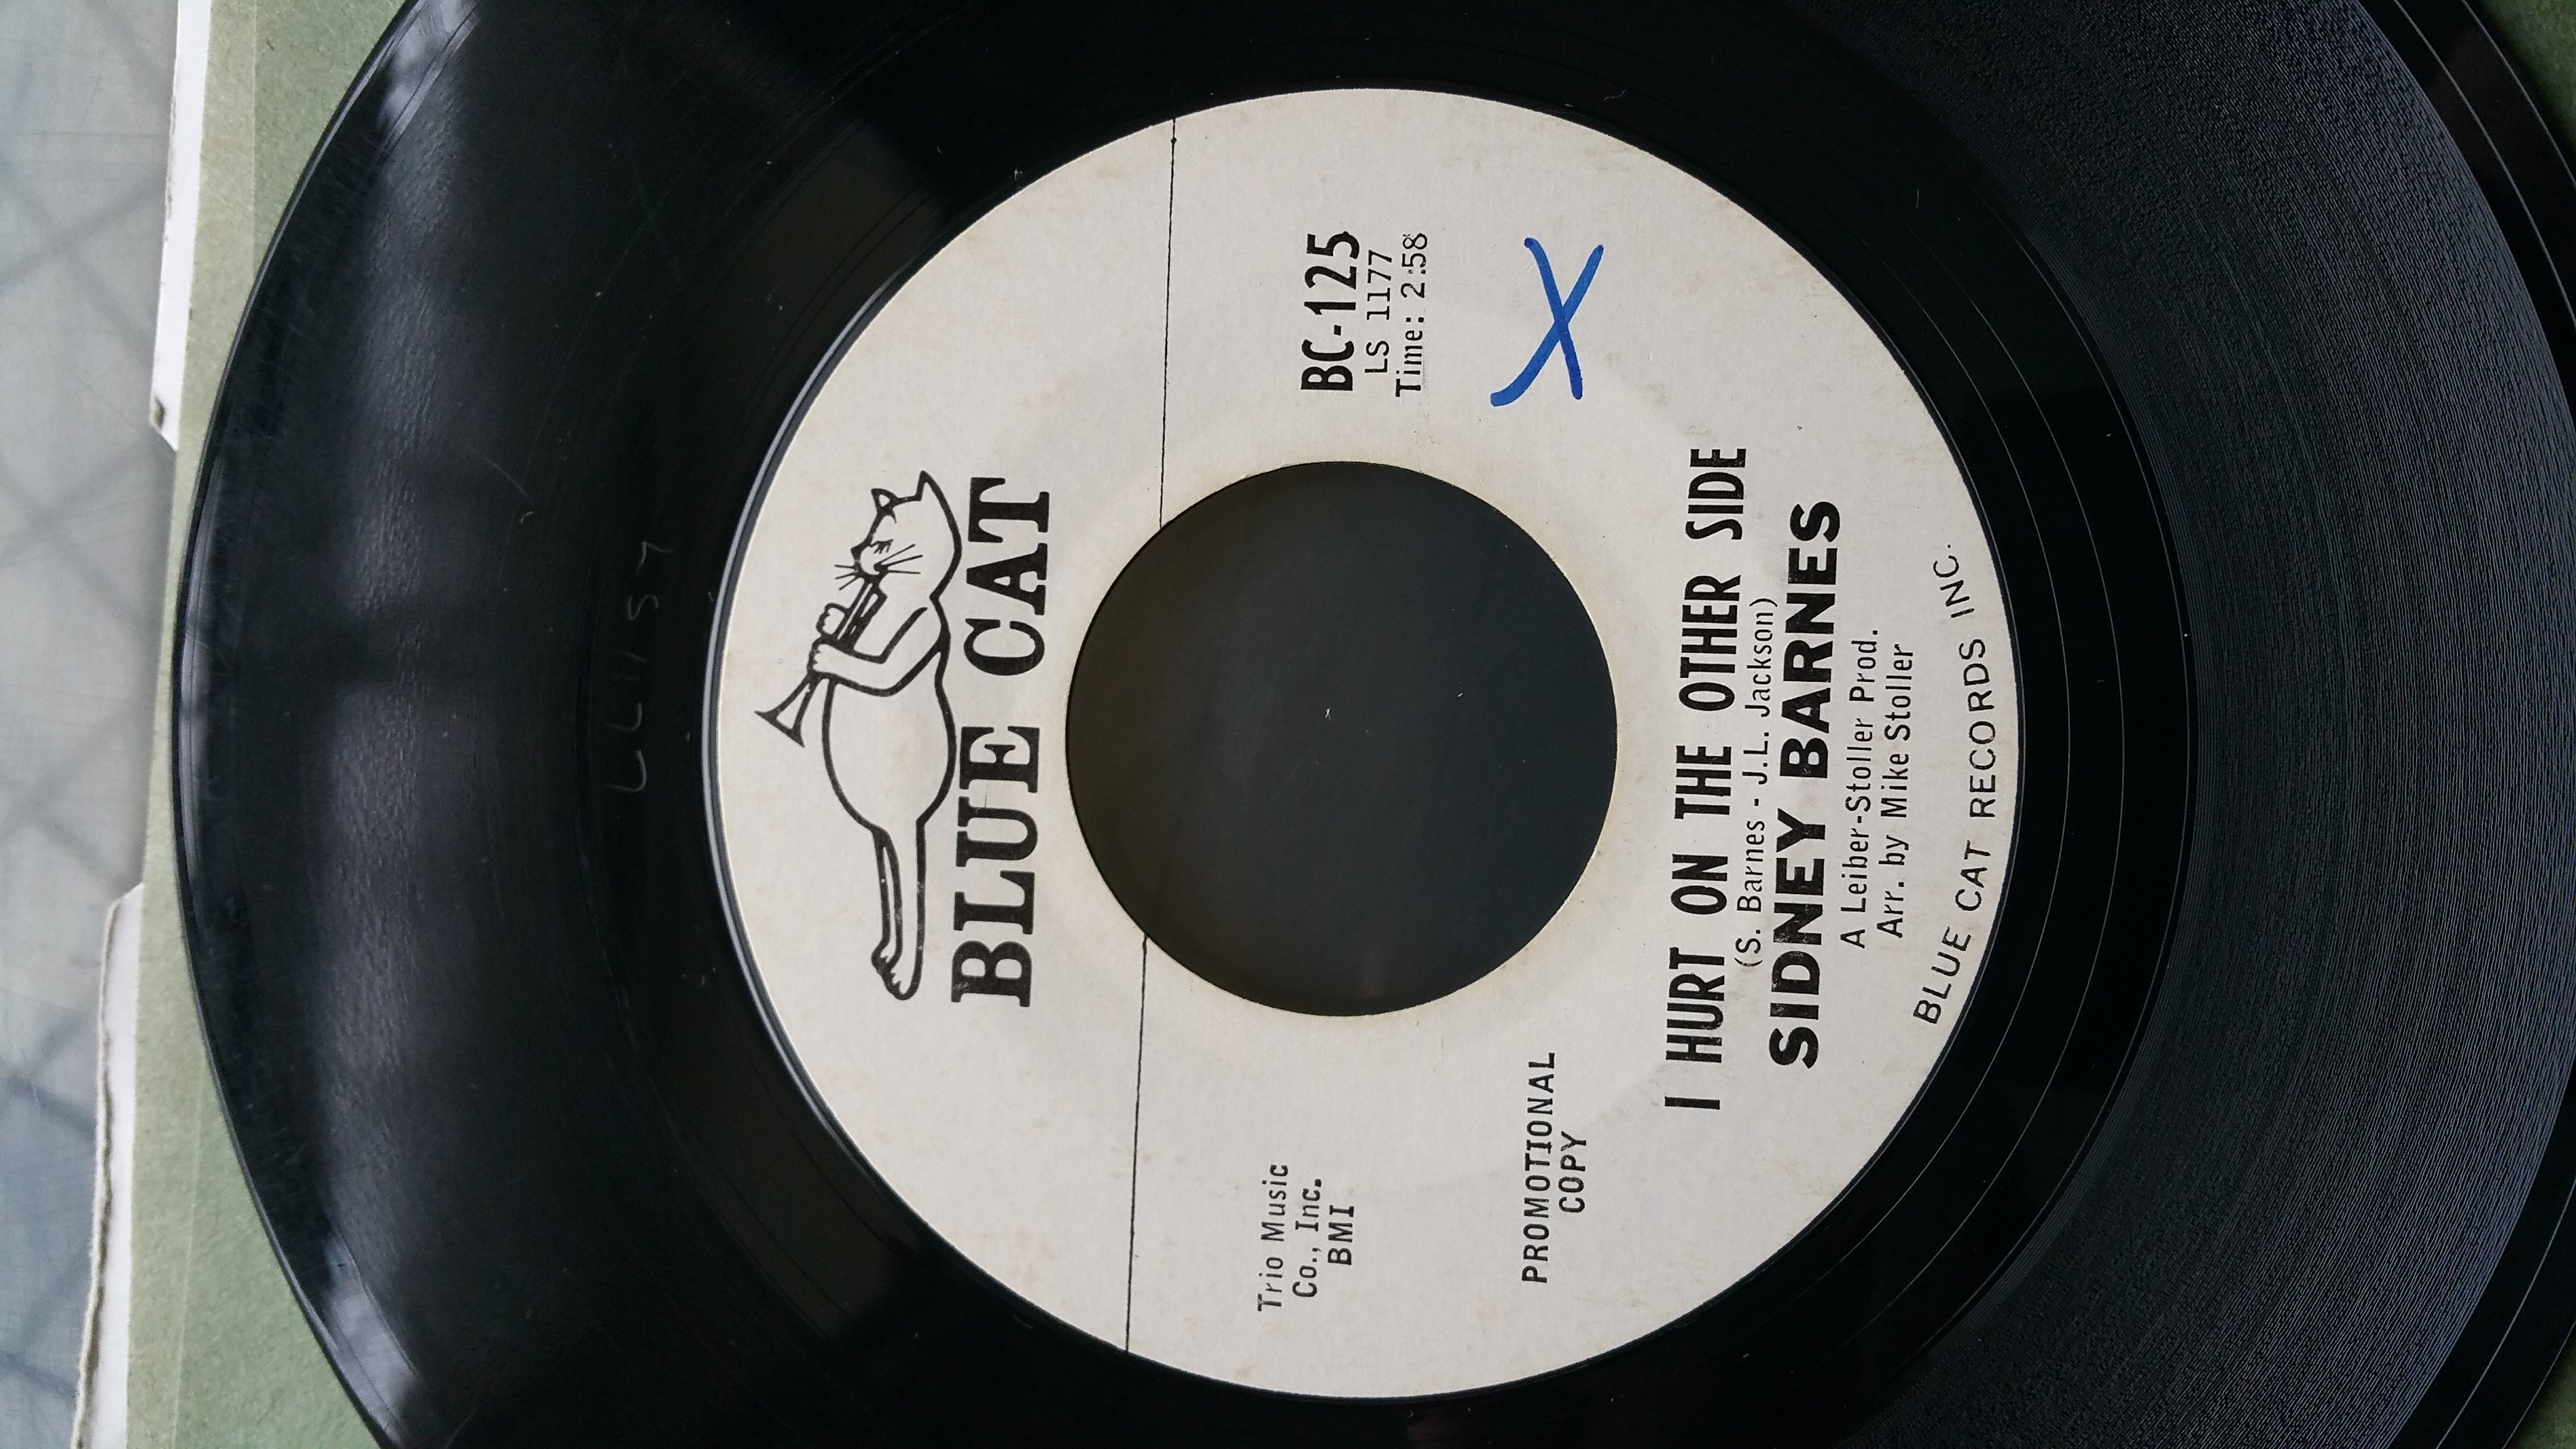 BLUE CAT
BC-125
LS 1177
Time: 2:58
Trio Music
Co., Inc.
BMI
X
PROMOTIONAL
COPY
I HURT ON THE OTHER SIDE
(S. Barnes - J.L. Jackson)
SIDNEY BARNES
A Leiber-Stoller Prod.
Arr. by Mike Stoller
BLUE CAT RECORDS INC.